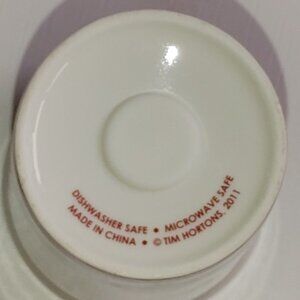 DISHWASHER SAFE • MICROWAVE SAFE
MADE IN CHINA • © TIM HORTONS, 2011